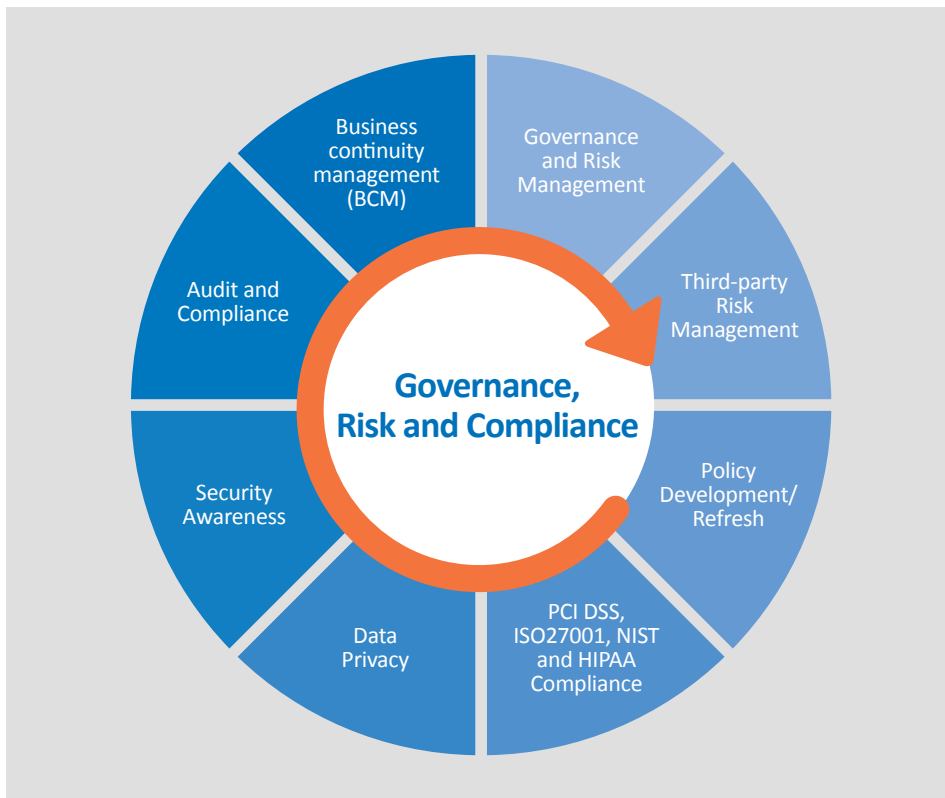 Business
continuity
management
(BCM)
Governance
and Risk
Management
Third-party
Risk
Management
Policy
Development/
Refresh
PCI DSS,
ISO27001, NIST
and HIPAA
Compliance
Data
Privacy
Security
Awareness
Audit and
Compliance
Governance,
Risk and Compliance